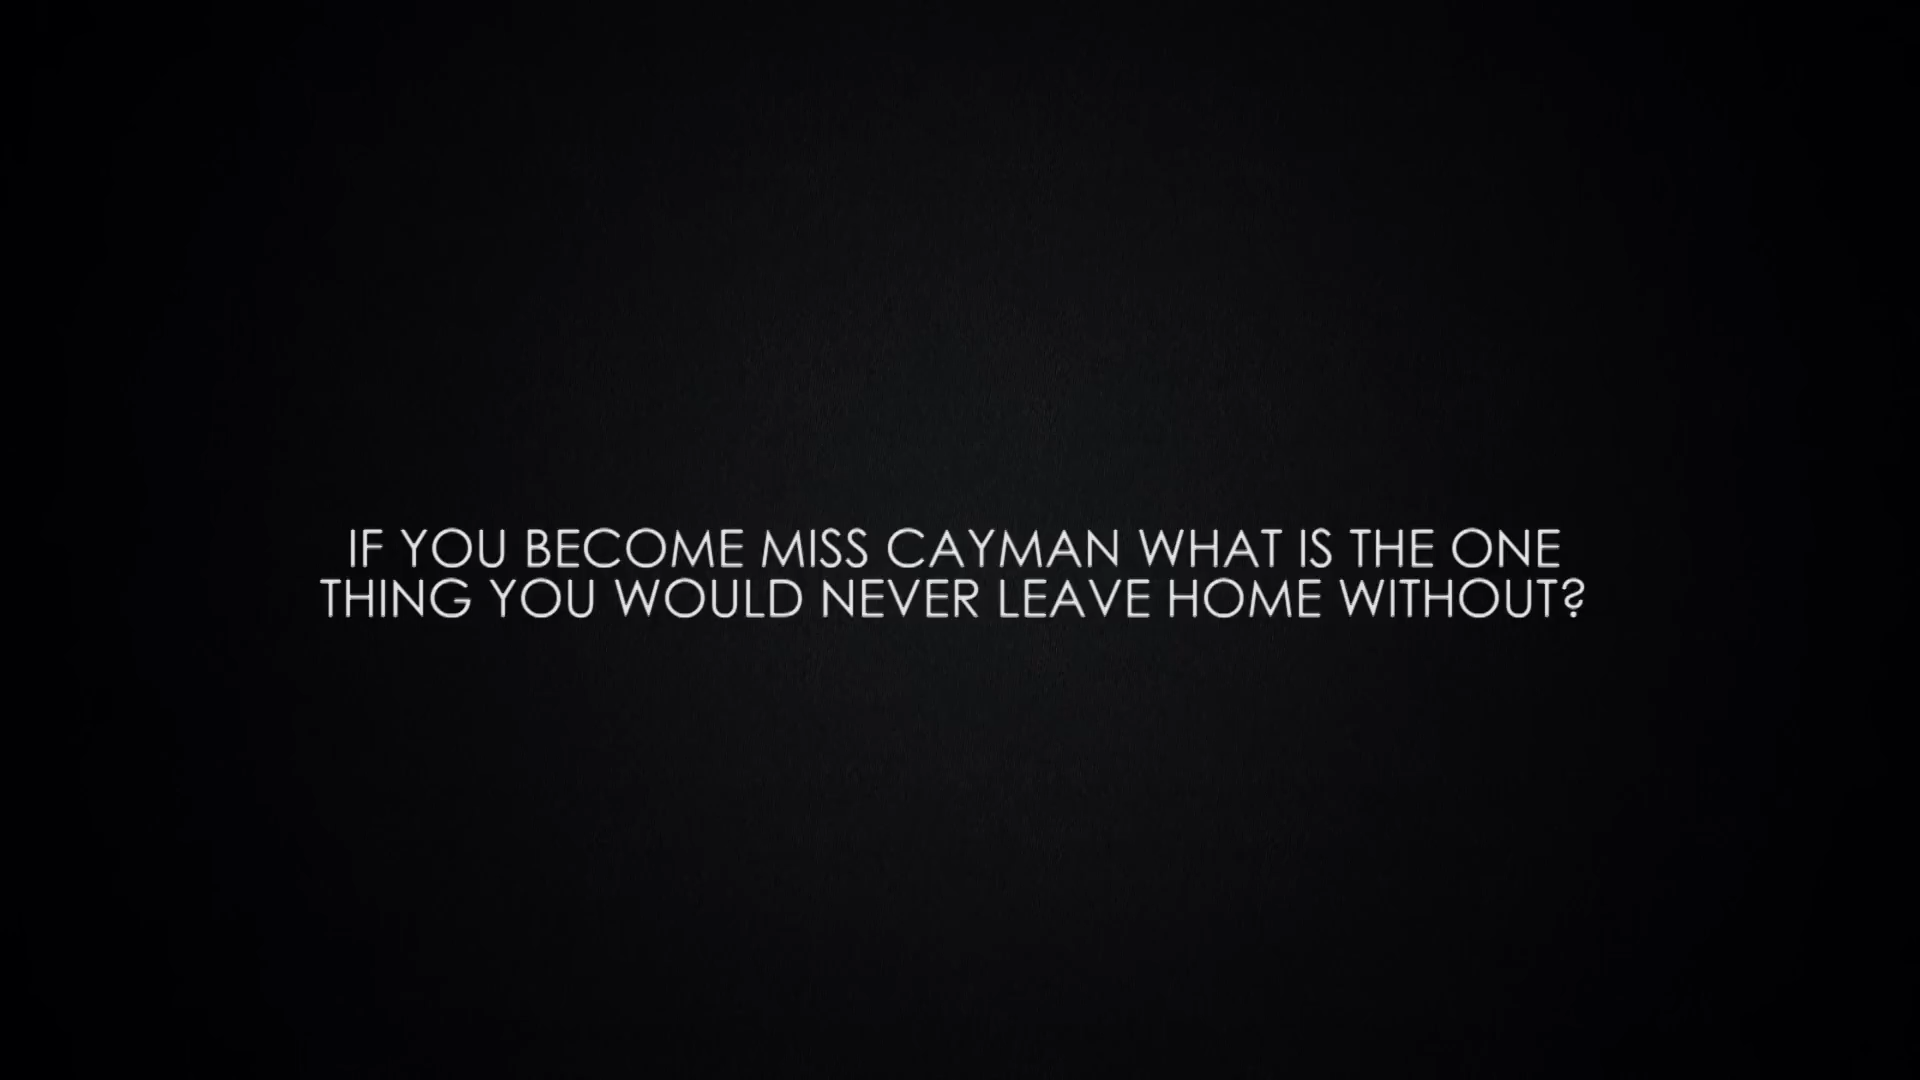 IF YOU BECOME MISS CAYMAN WHAT IS THE ONE
THING YOU WOULD NEVER LEAVE HOME WITHOUT?